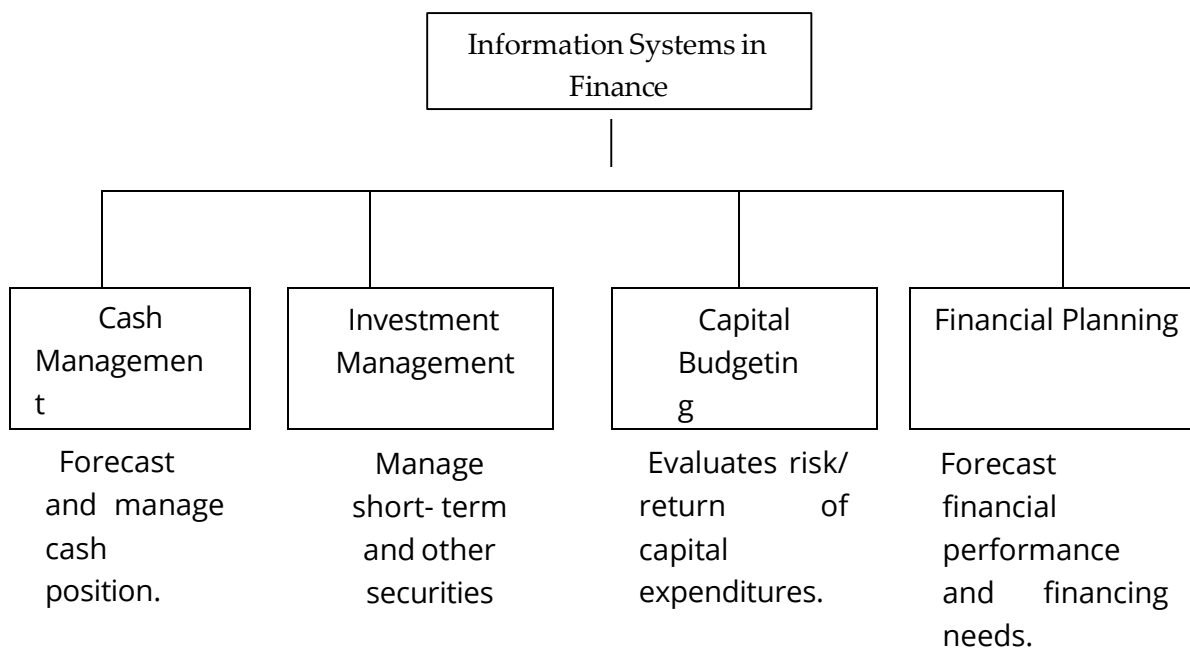 Information Systems in
Finance
Cash
Managemen
t
Investment
Management
Capital
Budgetin
g
Financial Planning
Forecast
and manage
cash
position.
Manage
short- term
and other
securities
Evaluates risk/
return of
capital
expenditures.
Forecast
financial
performance
and financing
needs.